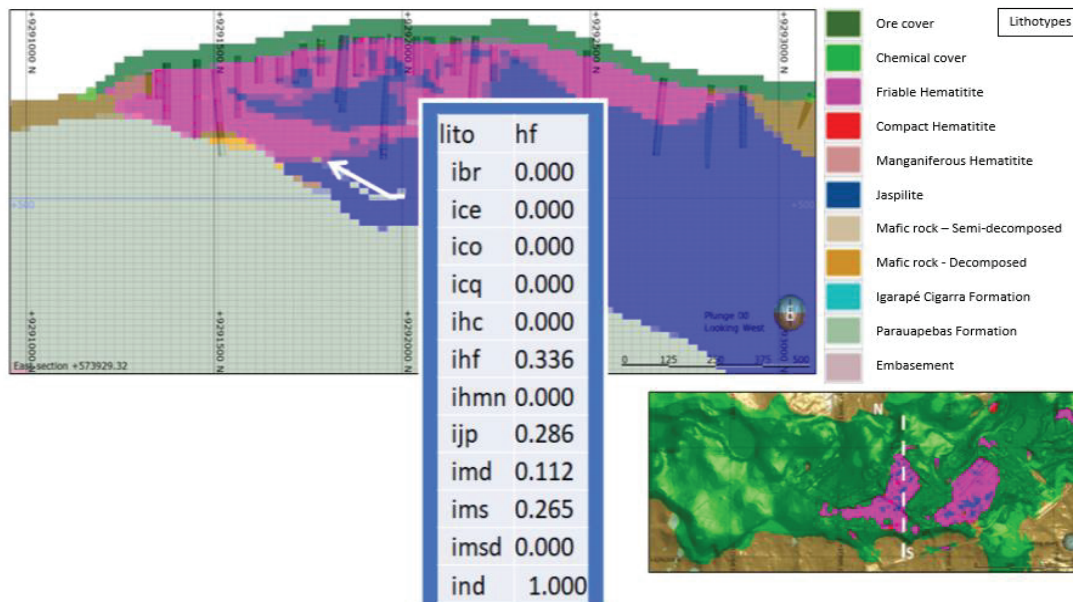 +9291000 N
+9291500 N
+9292000 N
+9292500 N
+9293000 N
+500
+500
+9291000 N
+9291500 N
+9292000 N
Plunge 00
Looking West
East section +573929.32
0 125 250 375 500
lito hf
ibr 0.000
ice 0.000
ico 0.000
icq 0.000
ihc 0.000
ihf 0.336
ihmn 0.000
ijp 0.286
imd 0.112
ims 0.265
imsd 0.000
ind 1.000
Lithotypes
Ore cover
Chemical cover
Friable Hematitite
Compact Hematitite
Manganiferous Hematitite
Jaspilite
Mafic rock – Semi-decomposed
Mafic rock - Decomposed
Igarapé Cigarra Formation
Parauapebas Formation
Embasement
N
S